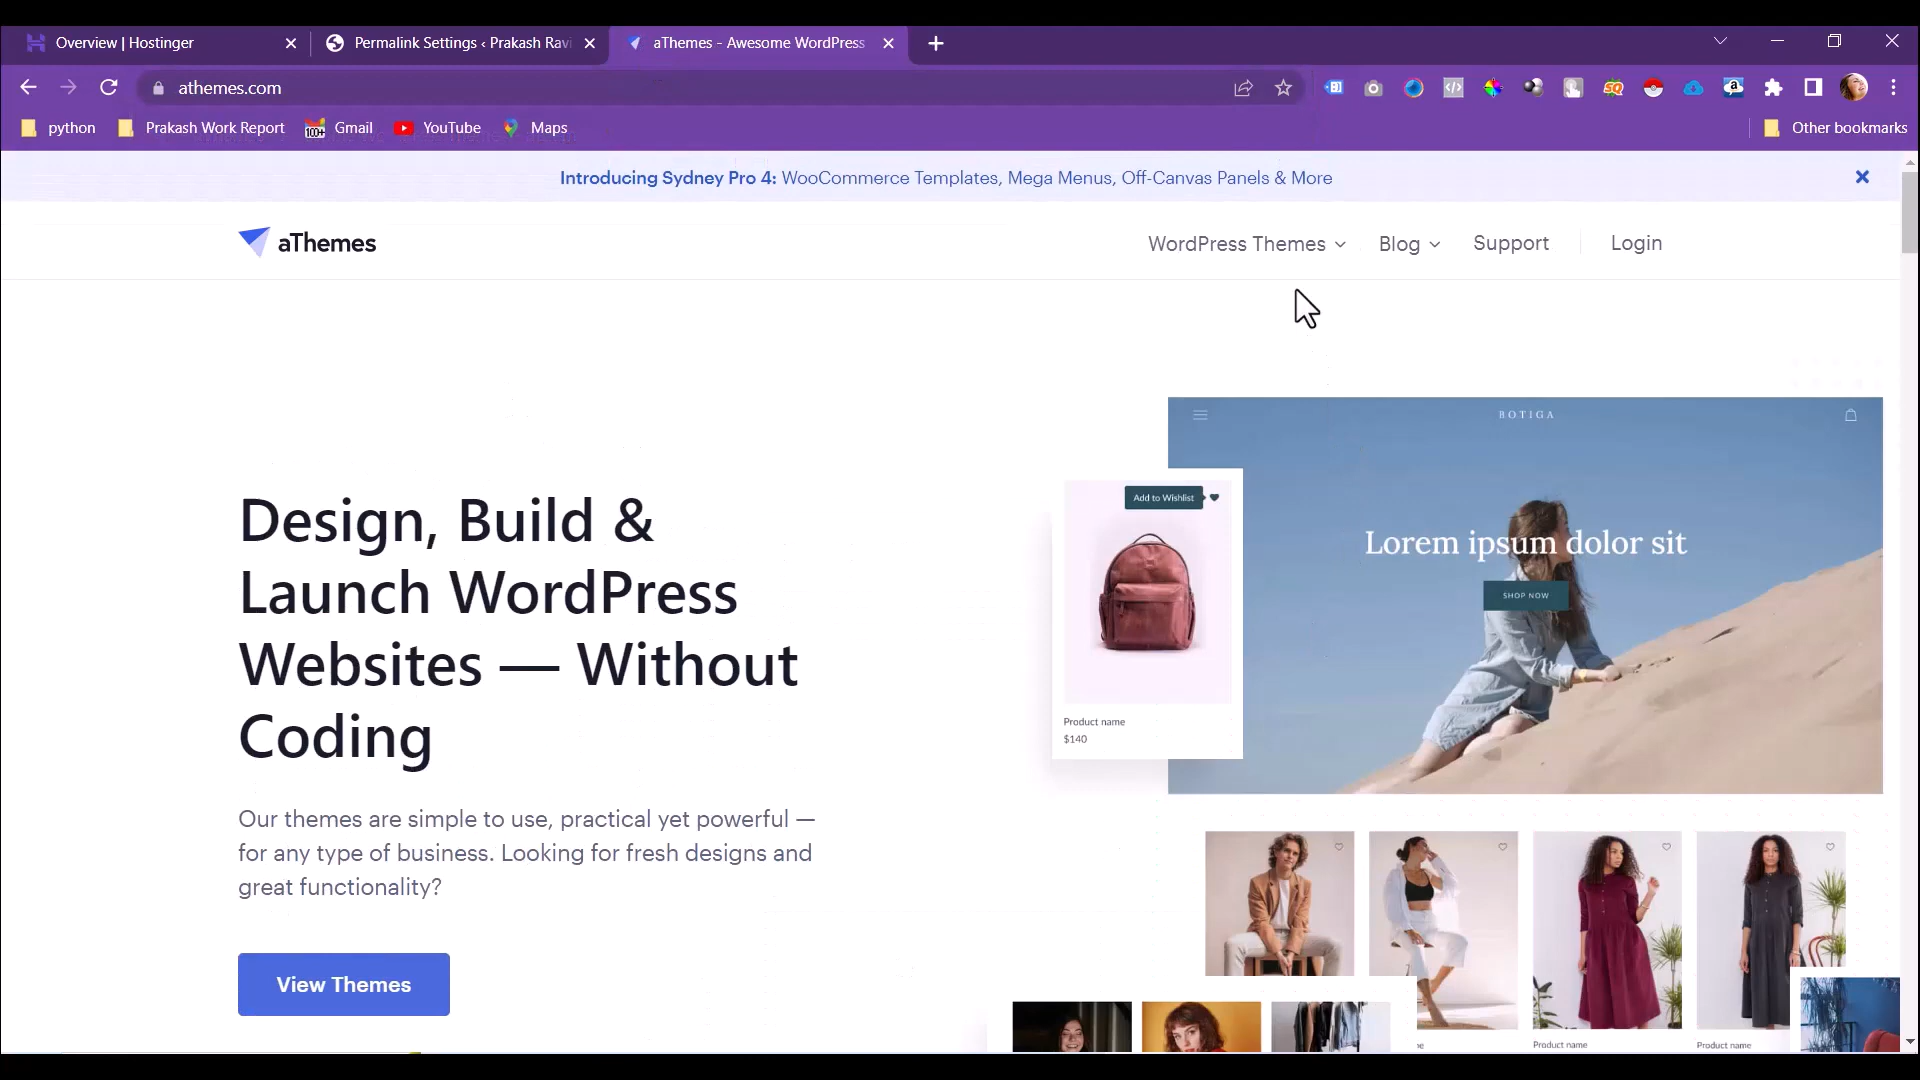 Overview | Hostinger
Permalink Settings ‹ Prakash Ravi
aThemes - Awesome WordPress
athemes.com
python
Prakash Work Report
100+
Gmail
YouTube
Maps
Other bookmarks
Introducing Sydney Pro 4: WooCommerce Templates, Mega Menus, Off-Canvas Panels & More
aThemes
WordPress Themes
Blog
Support
Login
Design, Build &
Launch WordPress
Websites — Without
Coding
Our themes are simple to use, practical yet powerful —
for any type of business. Looking for fresh designs and
great functionality?
View Themes
BOTIGA
Add to Wishlist
Lorem ipsum dolor sit
SHOP NOW
Product name
$140
Product name
Product name